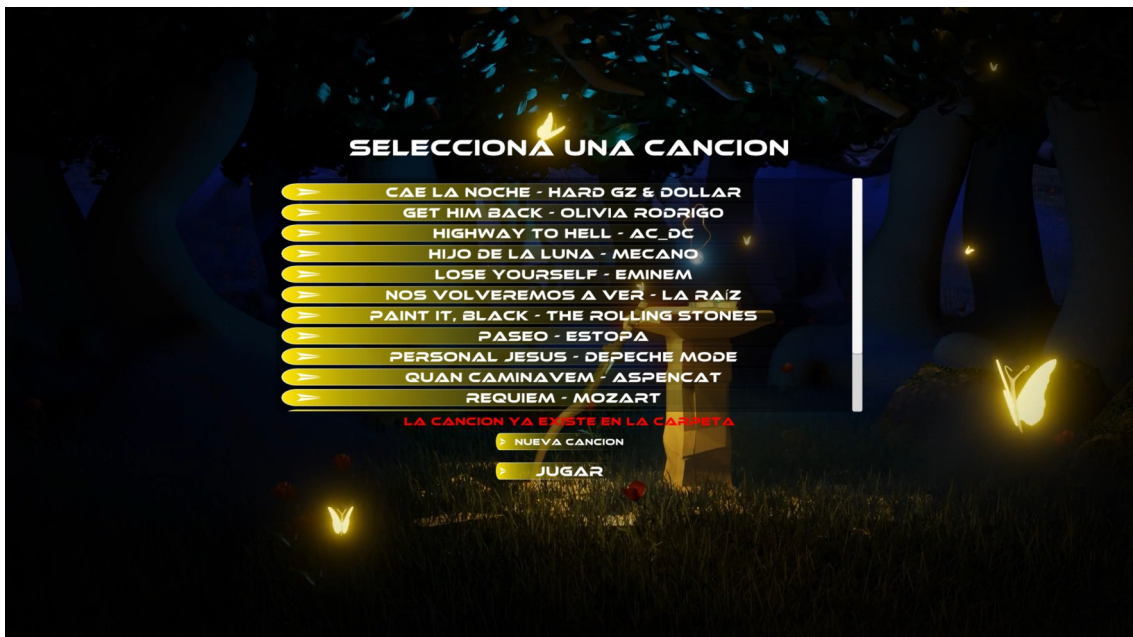 SELECCIONA UNA CANCION
CAE LA NOCHE - HARD GZ & DOLLAR
GET HIM BACK - OLIVIA RODRIGO
HIGHWAY TO HELL - AC_DC
HIJO DE LA LUNA - MECANO
LOSE YOURSELF - EMINEM
NOS VOLVEREMOS A VER - LA RAÍZ
PAINT IT, BLACK - THE ROLLING STONES
PASEO - ESTOPA
PERSONAL JESUS - DEPECHE MODE
QUAN CAMINAVEM - ASPENCAT
REQUIEM - MOZART
LA CANCION YA EXISTE EN LA CARPETA
NUEVA CANCION
JUGAR